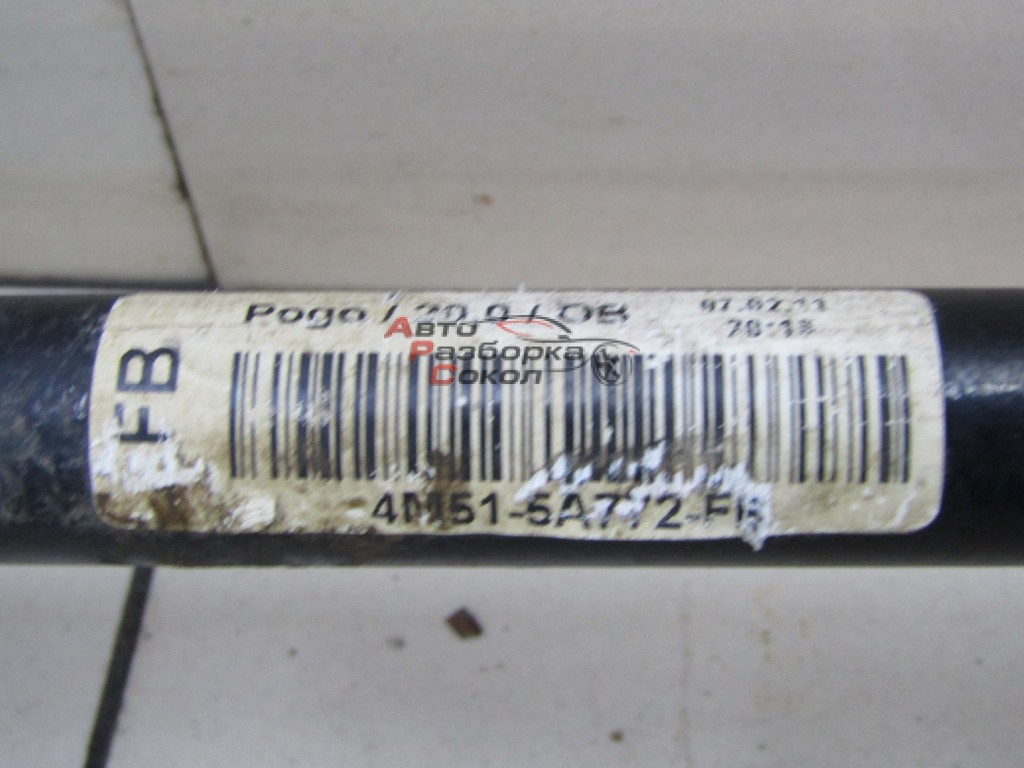 Pogo / 20.0 / OB
07.02.11
20:18
FB
Авто
Разборка
Сокол
4M51-5A772-FB